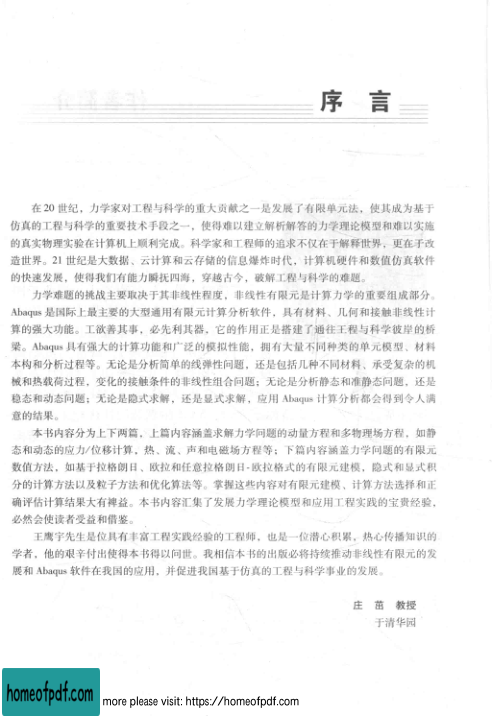 序 言
在 20 世纪，力学家对工程与科学的重大贡献之一是发展了有限单元法，使其成为基于
仿真的工程与科学的重要技术手段之一，使得难以建立解析解答的力学理论模型和难以实施
的真实物理实验在计算机上顺利完成。科学家和工程师的追求不仅在于解释世界，更在于改
造世界。21 世纪是大数据、云计算和云存储的信息爆炸时代，计算机硬件和数值仿真软件
的快速发展，使得我们有能力瞬抚四海，穿越古今，破解工程与科学的难题。
力学难题的挑战主要取决于其非线性程度，非线性有限元是计算力学的重要组成部分。
Abaqus 是国际上最主要的大型通用有限元计算分析软件，具有材料、几何和接触非线性计
算的强大功能。工欲善其事，必先利其器，它的作用正是搭建了通往工程与科学彼岸的桥
梁。Abaqus 具有强大的计算功能和广泛的模拟性能，拥有大量不同种类的单元模型、材料
本构和分析过程等。无论是分析简单的线弹性问题，还是包括几种不同材料、承受复杂的机
械和热载荷过程，变化的接触条件的非线性组合问题；无论是分析静态和准静态问题，还是
稳态和动态问题；无论是隐式求解，还是显式求解，应用 Abaqus 计算分析都会得到令人满
意的结果。
本书内容分为上下两篇，上篇内容涵盖求解力学问题的动量方程和多物理场方程，如静
态和动态的应力/位移计算，热、流、声和电磁场方程等；下篇内容涵盖力学问题的有限元
数值方法，如基于拉格朗日、欧拉和任意拉格朗日-欧拉格式的有限元建模，隐式和显式积
分的计算方法以及粒子方法和优化算法等。掌握这些内容对有限元建模、计算方法选择和正
确评估计算结果大有裨益。本书内容汇集了发展力学理论模型和应用工程实践的宝贵经验，
必然会使读者受益和借鉴。
王鹰宇先生是位具有丰富工程实践经验的工程师，也是一位潜心积累，热心传播知识的
学者，他的艰辛付出使得本书得以问世。我相信本书的出版必将持续推动非线性有限元的发
展和 Abaqus 软件在我国的应用，并促进我国基于仿真的工程与科学事业的发展。
庄 茁 教授
于清华园
homeofpdf.com
more please visit: https://homeofpdf.com